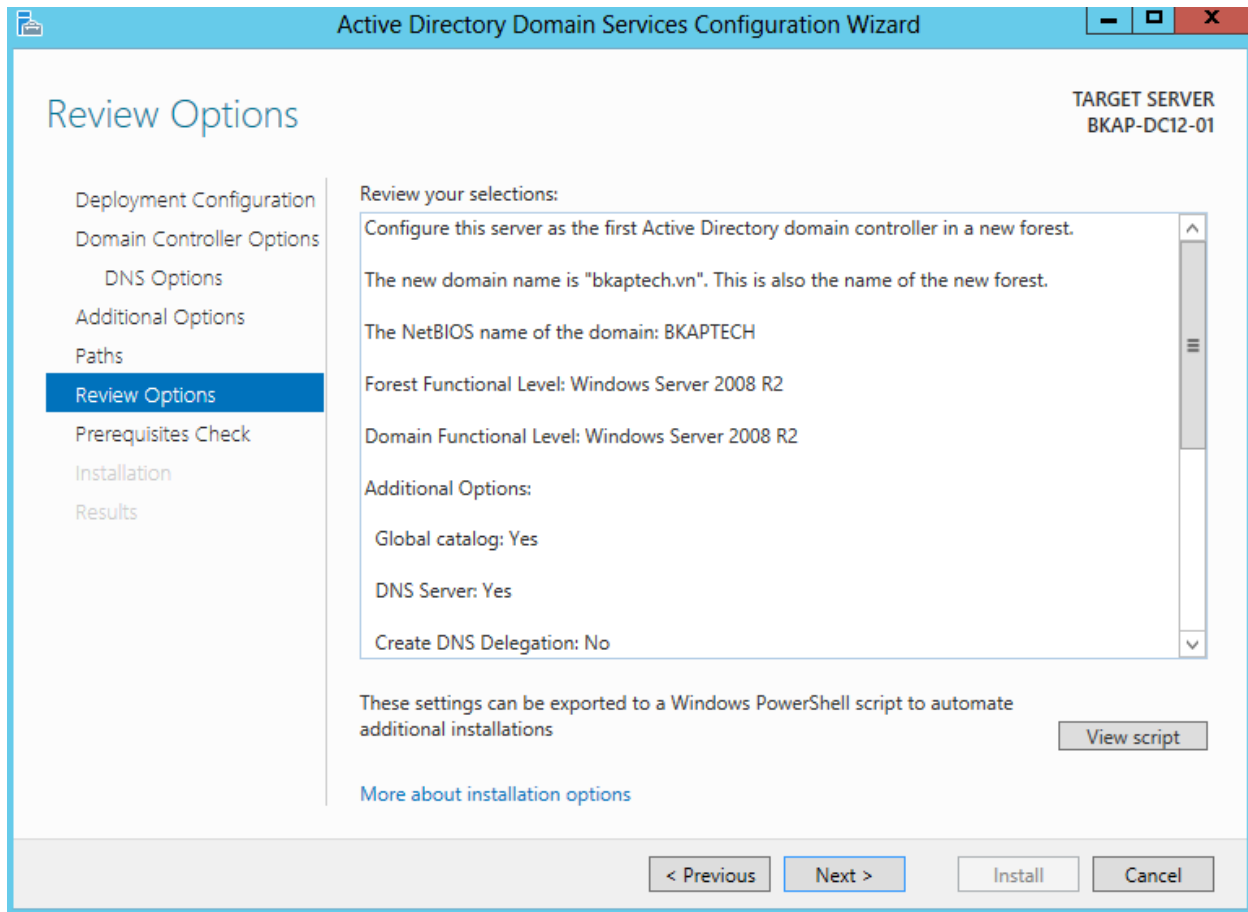 Active Directory Domain Services Configuration Wizard
Review Options
TARGET SERVER
BKAP-DC12-01
Deployment Configuration
Domain Controller Options
DNS Options
Additional Options
Paths
Review Options
Prerequisites Check
Installation
Results
Review your selections:
Configure this server as the first Active Directory domain controller in a new forest.
The new domain name is "bkaptech.vn". This is also the name of the new forest.
The NetBIOS name of the domain: BKAPTECH
Forest Functional Level: Windows Server 2008 R2
Domain Functional Level: Windows Server 2008 R2
Additional Options:
Global catalog: Yes
DNS Server: Yes
Create DNS Delegation: No
These settings can be exported to a Windows PowerShell script to automate
additional installations
View script
More about installation options
< Previous
Next >
Install
Cancel